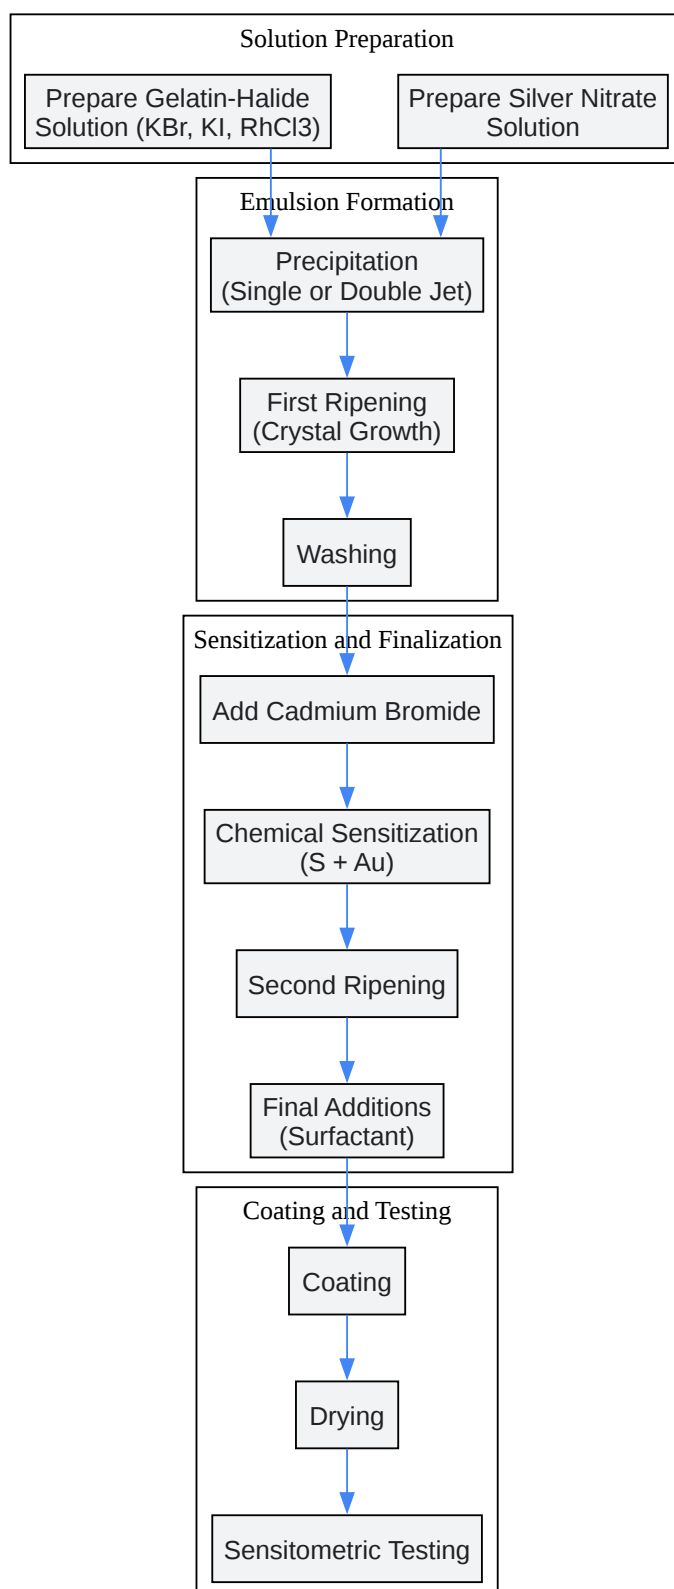 Solution Preparation
Prepare Gelatin-Halide
Solution (KBr, KI, RhCl3)
Prepare Silver Nitrate
Solution
Emulsion Formation
Precipitation
(Single or Double Jet)
First Ripening
(Crystal Growth)
Washing
Sensitization and Finalization
Add Cadmium Bromide
Chemical Sensitization
(S + Au)
Second Ripening
Final Additions
(Surfactant)
Coating and Testing
Coating
Drying
Sensitometric Testing